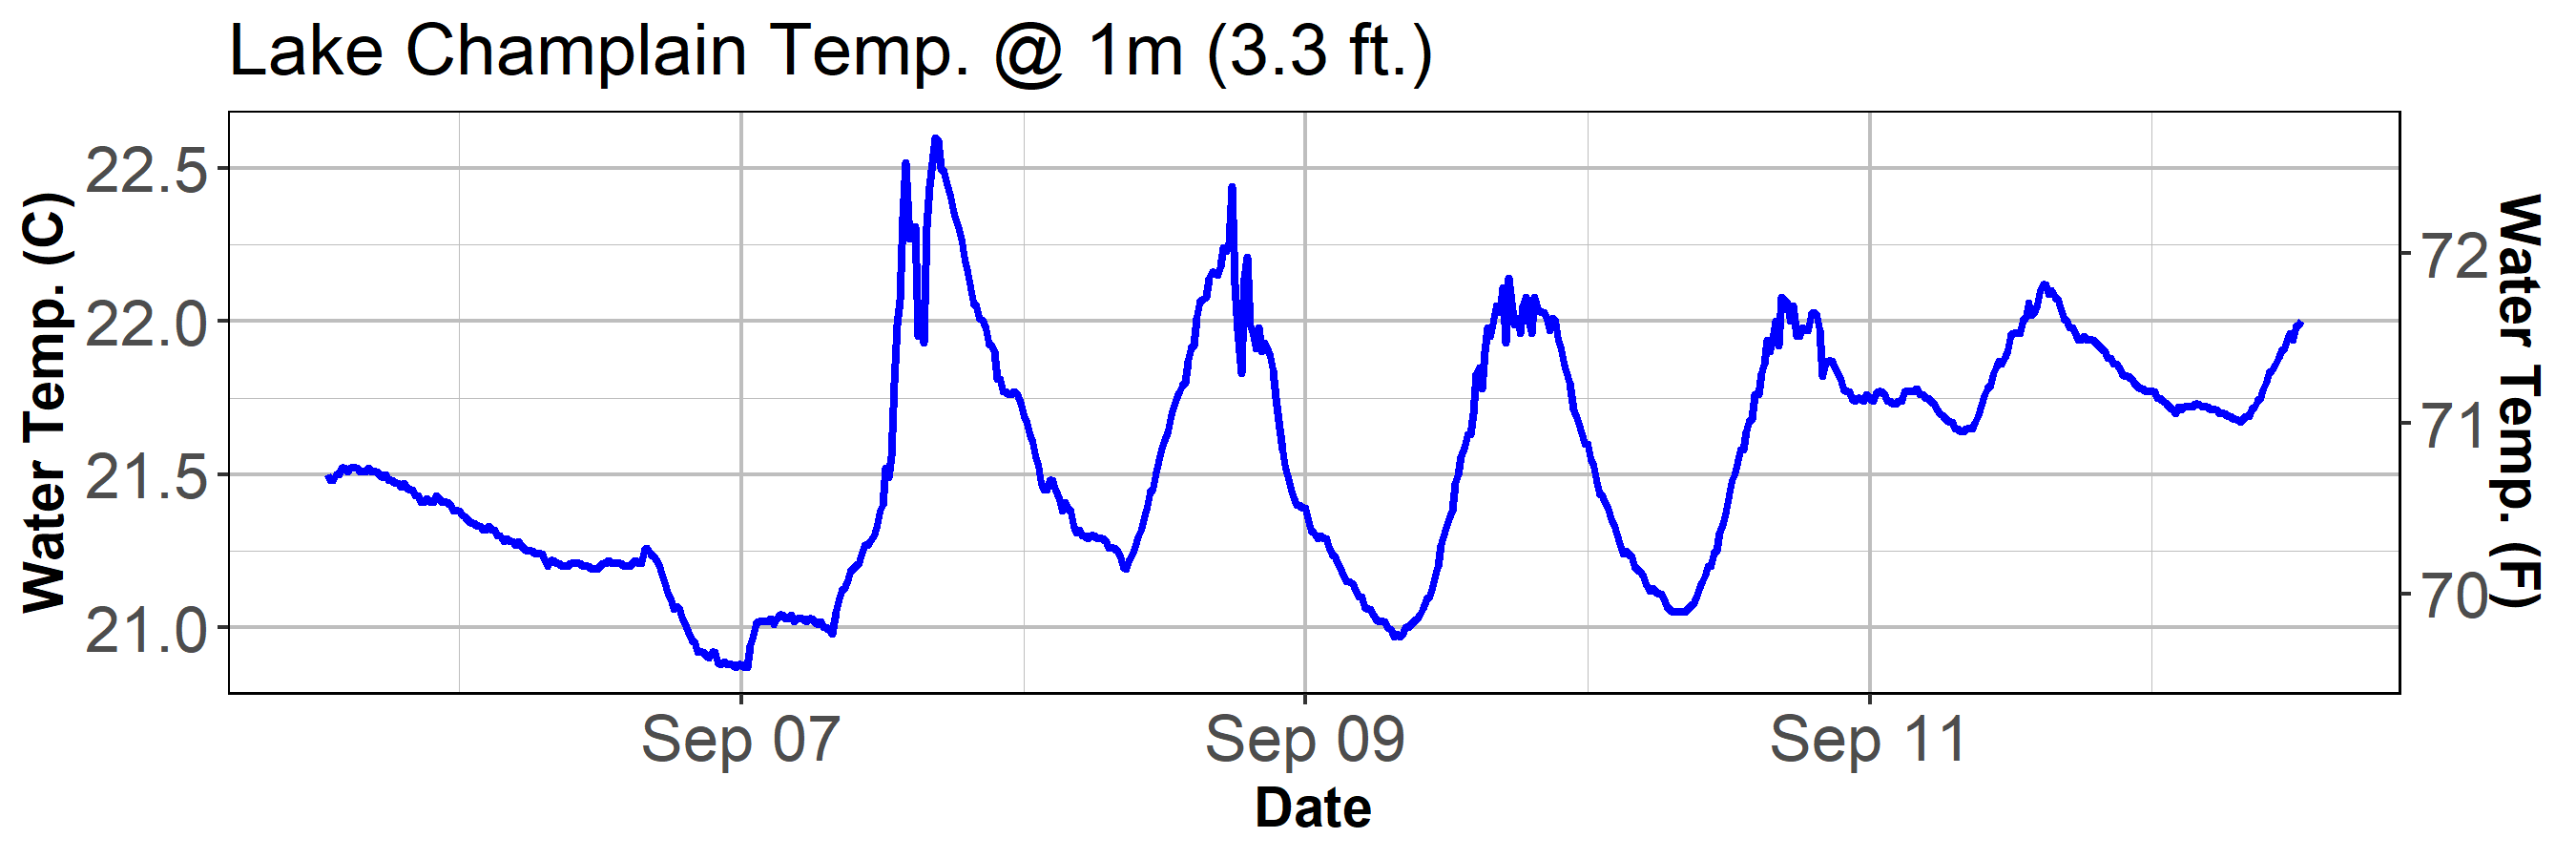 Lake Champlain Temp. @ 1m (3.3 ft.)
Water Temp. (C)
22.5
22.0
21.5
21.0
72
71
70
Water Temp. (F)
Sep 07
Sep 09
Sep 11
Date